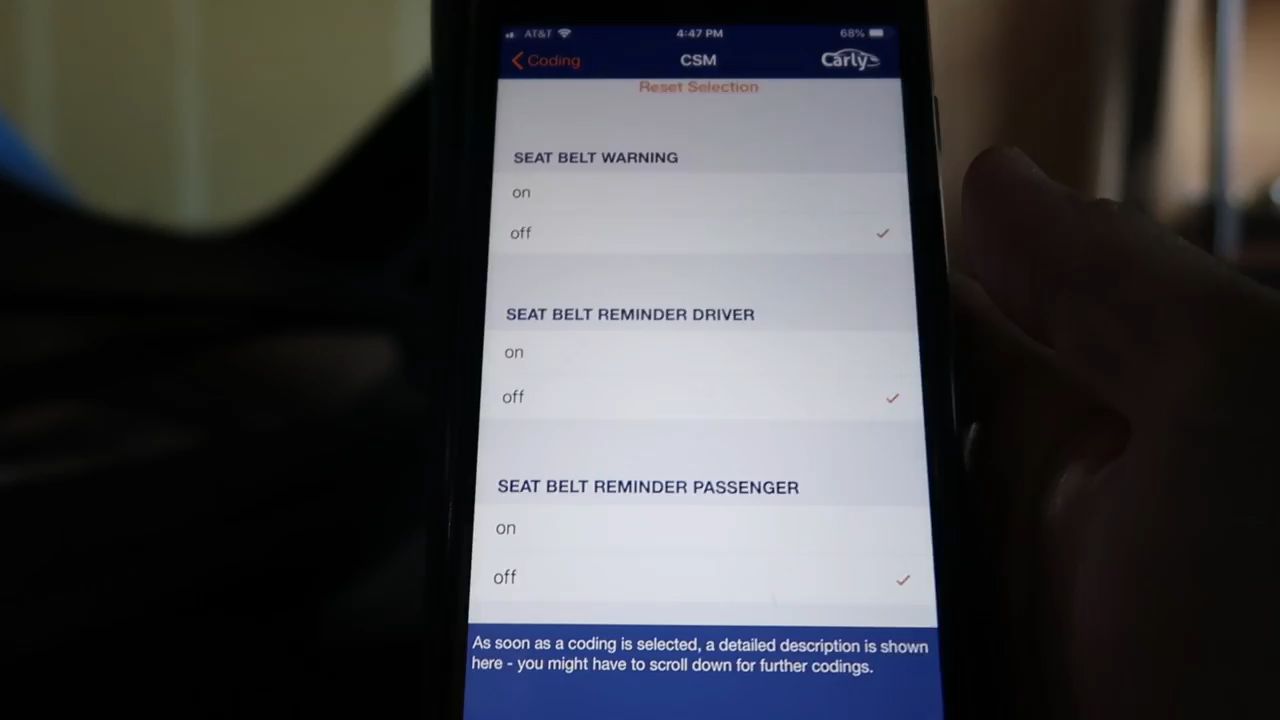 AT&T 4:47 PM 68%
Coding CSM Carly
Reset Selection
SEAT BELT WARNING
on
off
SEAT BELT REMINDER DRIVER
on
off
SEAT BELT REMINDER PASSENGER
on
off
As soon as a coding is selected, a detailed description is shown
here - you might have to scroll down for further codings.